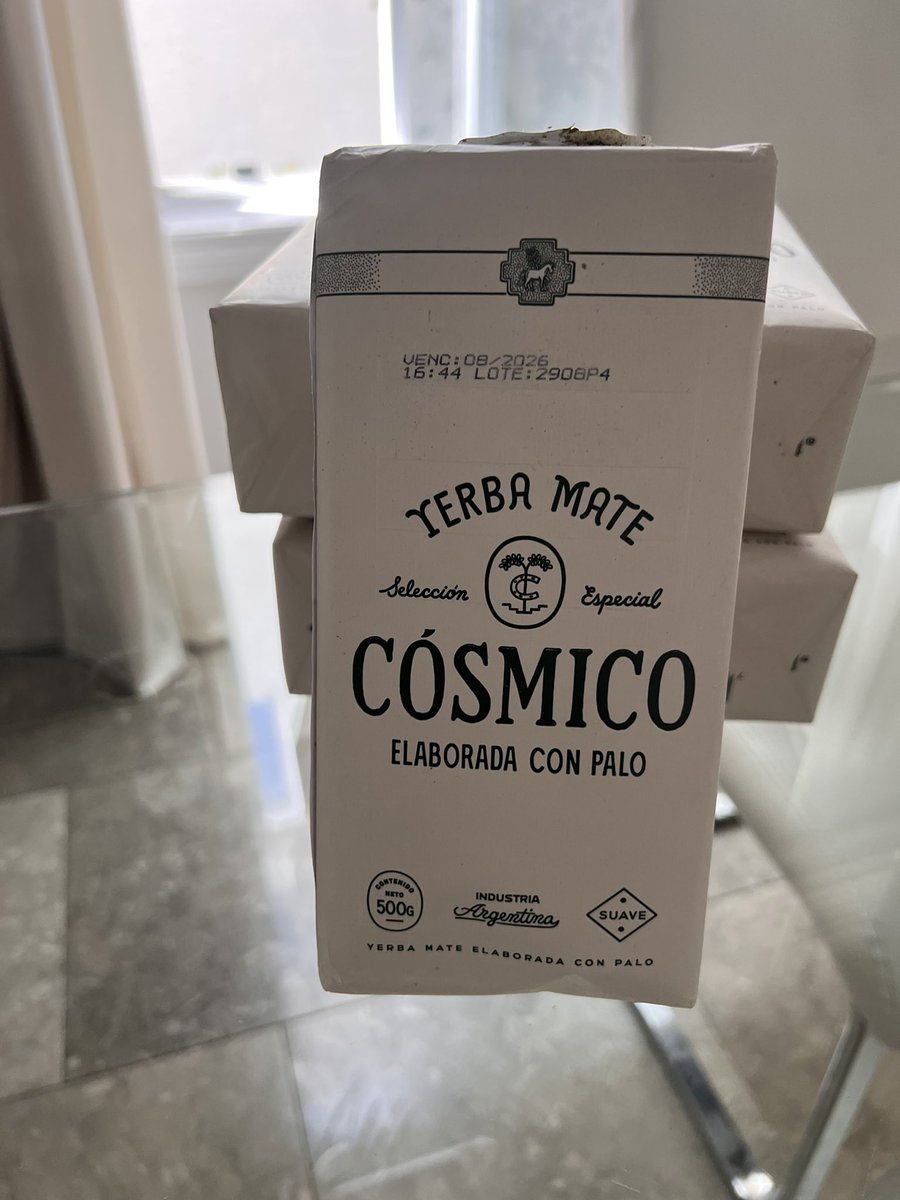 VENC:08/2026
16:44 LOTE:2908P4
YERBA MATE
Selección Especial
CÓSMICO
ELABORADA CON PALO
CONTENIDO
NETO
500G
INDUSTRIA
Argentina
SUAVE
YERBA MATE ELABORADA CON PALO